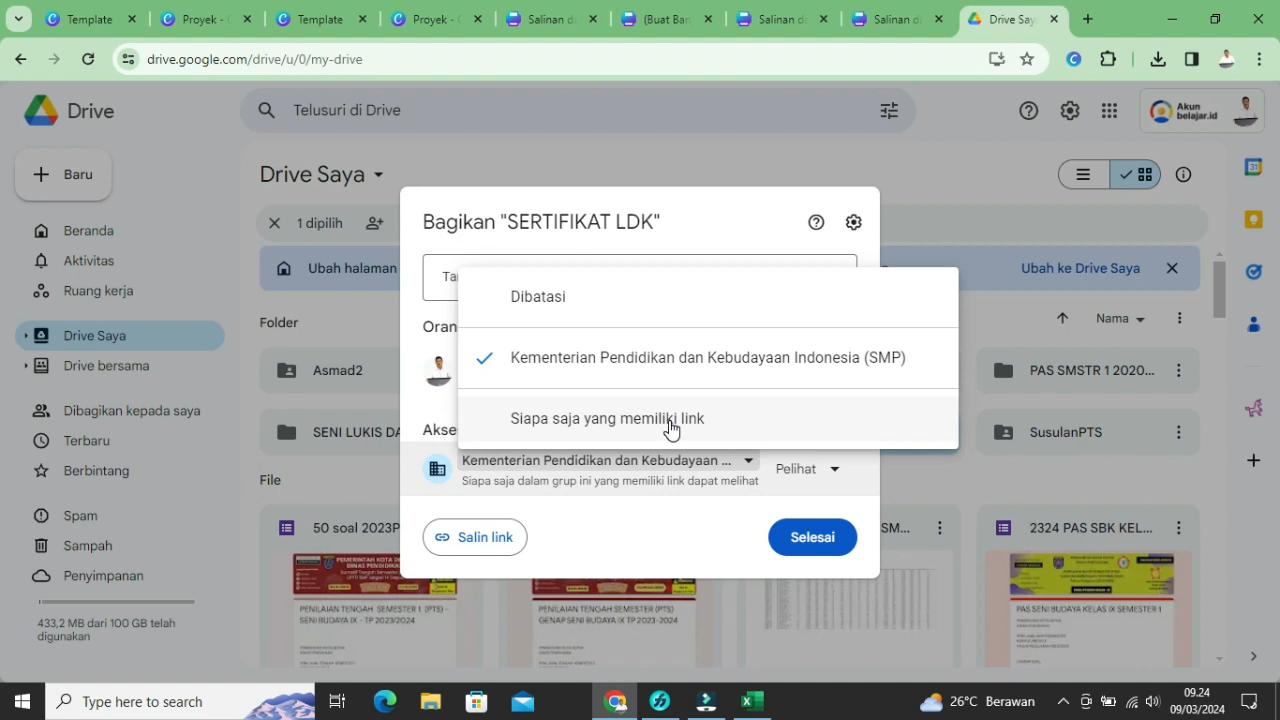 Template
Proyek - C
Template
Proyek - C
Salinan da
(Buat Ban
Salinan da
Salinan da
Drive Say
drive.google.com/drive/u/0/my-drive
Drive
Telusuri di Drive
Akun
belajar.id
Baru
Drive Saya
Bagikan "SERTIFIKAT LDK"
1 dipilih
Beranda
Aktivitas
Ruang kerja
Ubah halaman
Ubah ke Drive Saya
Dibatasi
Folder
Oran
Nama
Drive Saya
Drive bersama
Kementerian Pendidikan dan Kebudayaan Indonesia (SMP)
Asmad2
PAS SMSTR 1 2020...
Dibagikan kepada saya
Siapa saja yang memiliki link
Akse
SENI LUKIS DA
SusulanPTS
Terbaru
Berbintang
Kementerian Pendidikan dan Kebudayaan ...
Pelihat
Siapa saja dalam grup ini yang memiliki link dapat melihat
File
Spam
Sampah
Penyimpanan
50 soal 2023P
SM...
2324 PAS SBK KEL...
Salin link
Selesai
433,2 MB dari 100 GB telah
digunakan
PENILAIAN TENGAH SEMESTER 1 (PTS) -
SENI BUDAYA IX - TP 2023/2024
PENILAIAN TENGAH SEMESTER (PTS)
GENAP SENI BUDAYA IX TP 2023-2024
PAS SENI BUDAYA KELAS IX SEMESTER 1
Type here to search
26°C Berawan
09.24
09/03/2024